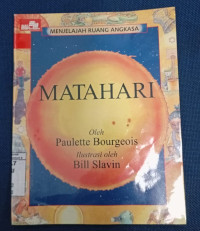 MENJELAJAH RUANG ANGKASA
MATAHARI
Oleh
Paulette Bourgeois
Ilustrasi oleh
Bill Slavin